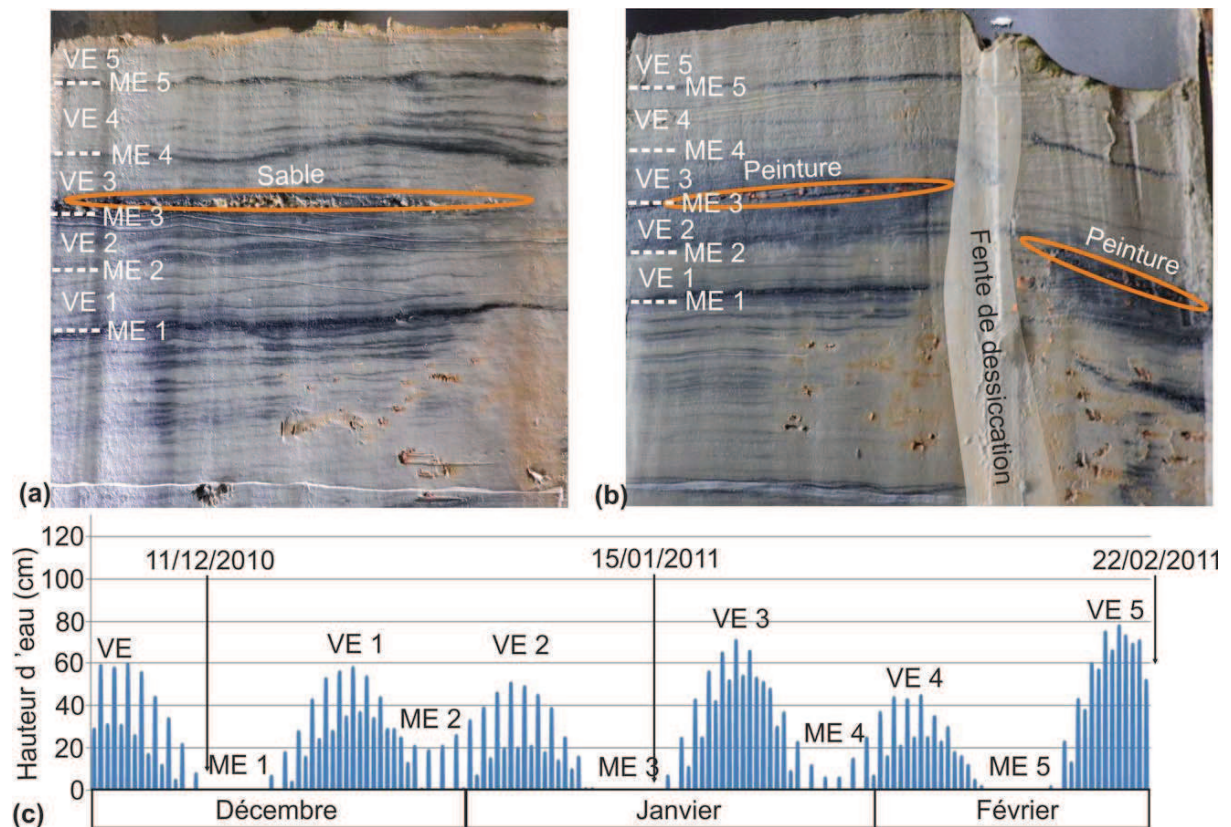 VE 5
ME 5
VE 4
ME 4
VE 3
Sable
ME 3
VE 2
ME 2
VE 1
ME 1
(a)
VE 5
ME 5
VE 4
ME 4
VE 3
Peinture
ME 3
VE 2
ME 2
Peinture
VE 1
ME 1
Fente de dessiccation
(b)
Hauteur d 'eau (cm)
120
100
80
60
40
20
0
11/12/2010
15/01/2011
22/02/2011
VE
VE 1
VE 2
VE 3
VE 4
VE 5
ME 1
ME 2
ME 3
ME 4
ME 5
(c)
Décembre
Janvier
Février